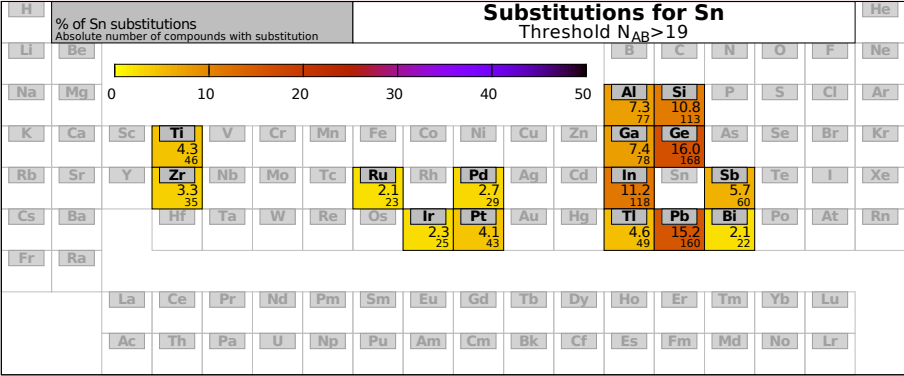 H He
% of Sn substitutions
Absolute number of compounds with substitution
Substitutions for Sn
Threshold N_AB>19
Li Be B C N O F Ne
0 10 20 30 40 50
Na Mg Al Si P S Cl Ar
7.3 10.8
77 113
K Ca Sc Ti V Cr Mn Fe Co Ni Cu Zn Ga Ge As Se Br Kr
4.3 7.4 16.0
46 78 168
Rb Sr Y Zr Nb Mo Tc Ru Rh Pd Ag Cd In Sn Sb Te I Xe
3.3 2.1 2.7 11.2 5.7
35 23 29 118 60
Cs Ba Hf Ta W Re Os Ir Pt Au Hg Tl Pb Bi Po At Rn
2.3 4.1 4.6 15.2 2.1
25 43 49 160 22
Fr Ra
La Ce Pr Nd Pm Sm Eu Gd Tb Dy Ho Er Tm Yb Lu
Ac Th Pa U Np Pu Am Cm Bk Cf Es Fm Md No Lr